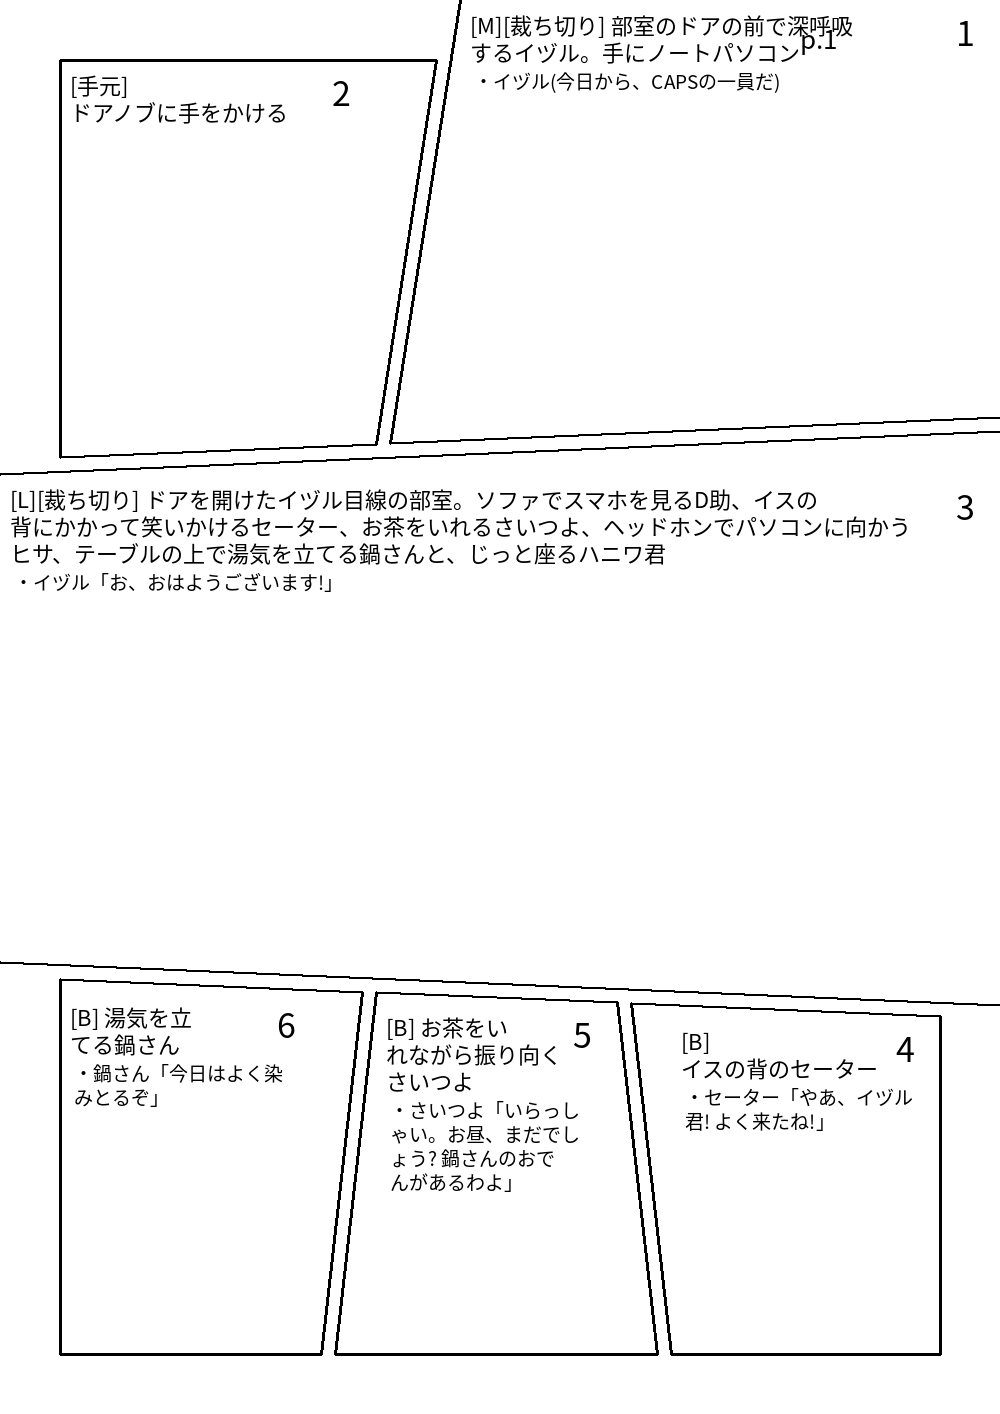 p.1
1
[M][裁ち切り] 部室のドアの前で深呼吸
するイヅル。手にノートパソコン
・イヅル(今日から、CAPSの一員だ)
2
[手元]
ドアノブに手をかける
3
[L][裁ち切り] ドアを開けたイヅル目線の部室。ソファでスマホを見るD助、イスの
背にかかって笑いかけるセーター、お茶をいれるさいつよ、ヘッドホンでパソコンに向かう
ヒサ、テーブルの上で湯気を立てる鍋さんと、じっと座るハニワ君
・イヅル「お、おはようございます!」
4
[B]
イスの背のセーター
・セーター「やあ、イヅル
君! よく来たね!」
5
[B] お茶をい
れながら振り向く
さいつよ
・さいつよ「いらっし
ゃい。お昼、まだでし
ょう? 鍋さんのおで
んがあるわよ」
6
[B] 湯気を立
てる鍋さん
・鍋さん「今日はよく染
みとるぞ」